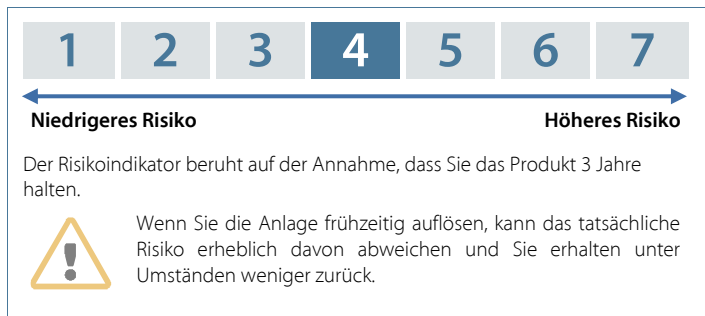 1 2 3 4 5 6 7
Niedrigeres Risiko Höheres Risiko
Der Risikoindikator beruht auf der Annahme, dass Sie das Produkt 3 Jahre
halten.
Wenn Sie die Anlage frühzeitig auflösen, kann das tatsächliche
Risiko erheblich davon abweichen und Sie erhalten unter
Umständen weniger zurück.